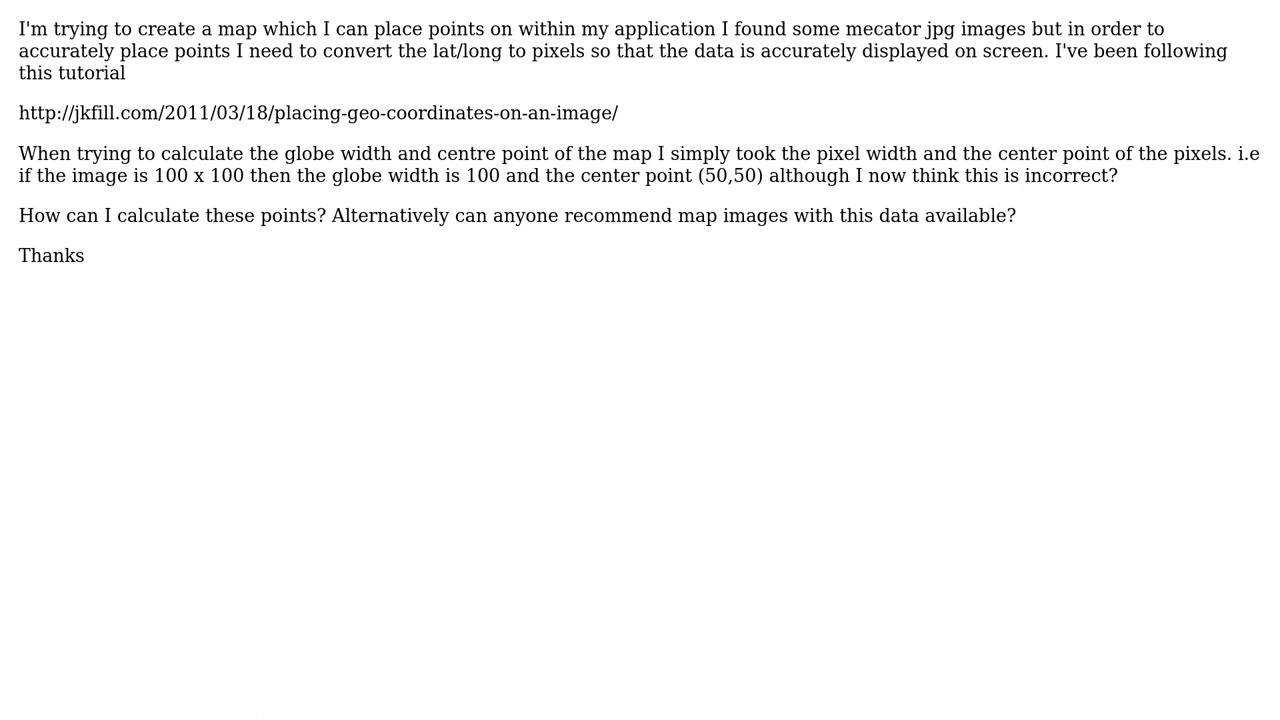 I'm trying to create a map which I can place points on within my application I found some mecator jpg images but in order to
accurately place points I need to convert the lat/long to pixels so that the data is accurately displayed on screen. I've been following
this tutorial
http://jkfill.com/2011/03/18/placing-geo-coordinates-on-an-image/
When trying to calculate the globe width and centre point of the map I simply took the pixel width and the center point of the pixels. i.e
if the image is 100 x 100 then the globe width is 100 and the center point (50,50) although I now think this is incorrect?
How can I calculate these points? Alternatively can anyone recommend map images with this data available?
Thanks